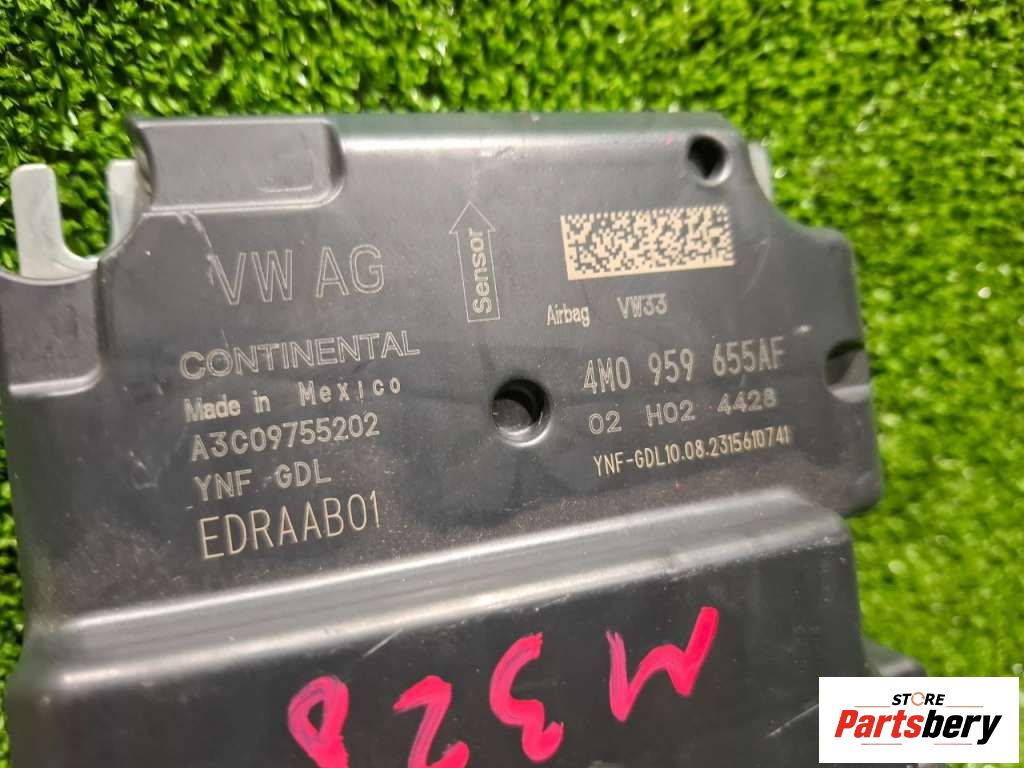 VW AG
CONTINENTAL
Made in Mexico
A3C09755202
YNF GDL
EDRAAB01
Sensor
Airbag VW33
4M0 959 655AF
02 H02 4428
YNF-GDL10.08.2315610741
M328
STORE
Partsbery